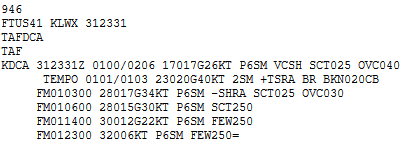 946
FTUS41 KLWX 312331
TAFDCA
TAF
KDCA 312331Z 0100/0206 17017G26KT P6SM VCSH SCT025 OVC040
TEMPO 0101/0103 23020G40KT 2SM +TSRA BR BKN020CB
FM010300 28017G34KT P6SM -SHRA SCT025 OVC030
FM010600 28015G30KT P6SM SCT250
FM011400 30012G22KT P6SM FEW250
FM012300 32006KT P6SM FEW250=